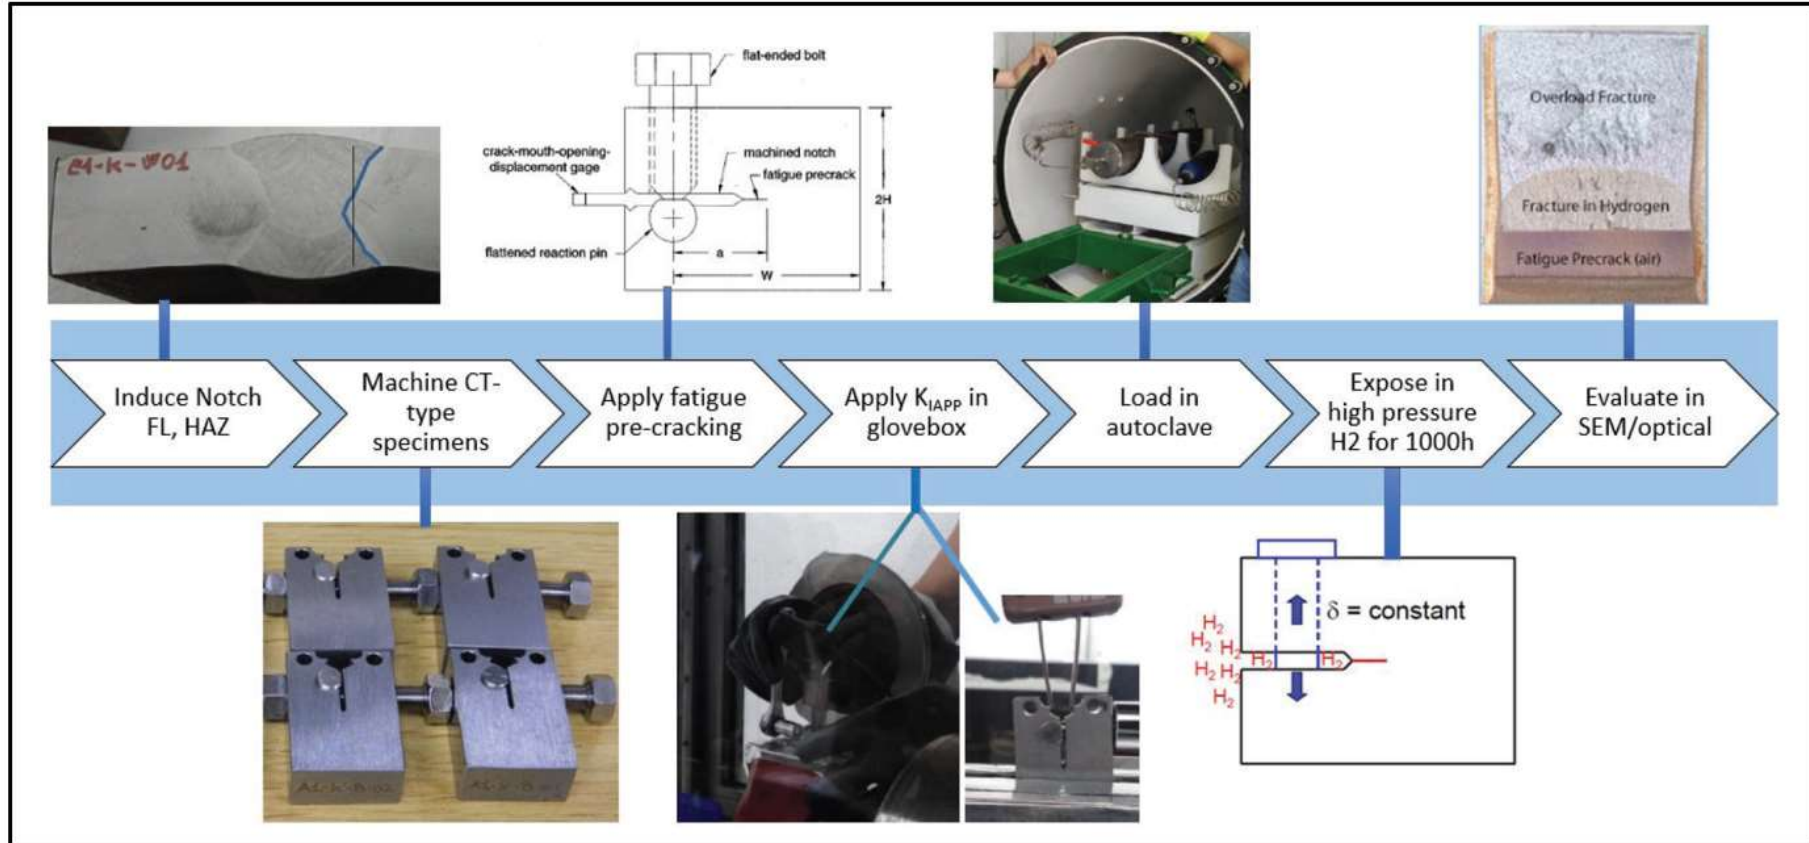 E1-K-W01
flat-ended bolt
crack-mouth-opening-
displacement gage
machined notch
fatigue precrack
2H
flattened reaction pin
a
W
Overload Fracture
Fracture in Hydrogen
Fatigue Precrack (air)
Induce Notch
FL, HAZ
Machine CT-
type
specimens
Apply fatigue
pre-cracking
Apply KIAPP in
glovebox
Load in
autoclave
Expose in
high pressure
H2 for 1000h
Evaluate in
SEM/optical
δ = constant
H2
H2 H2 H2 H2
H2 H2
H2